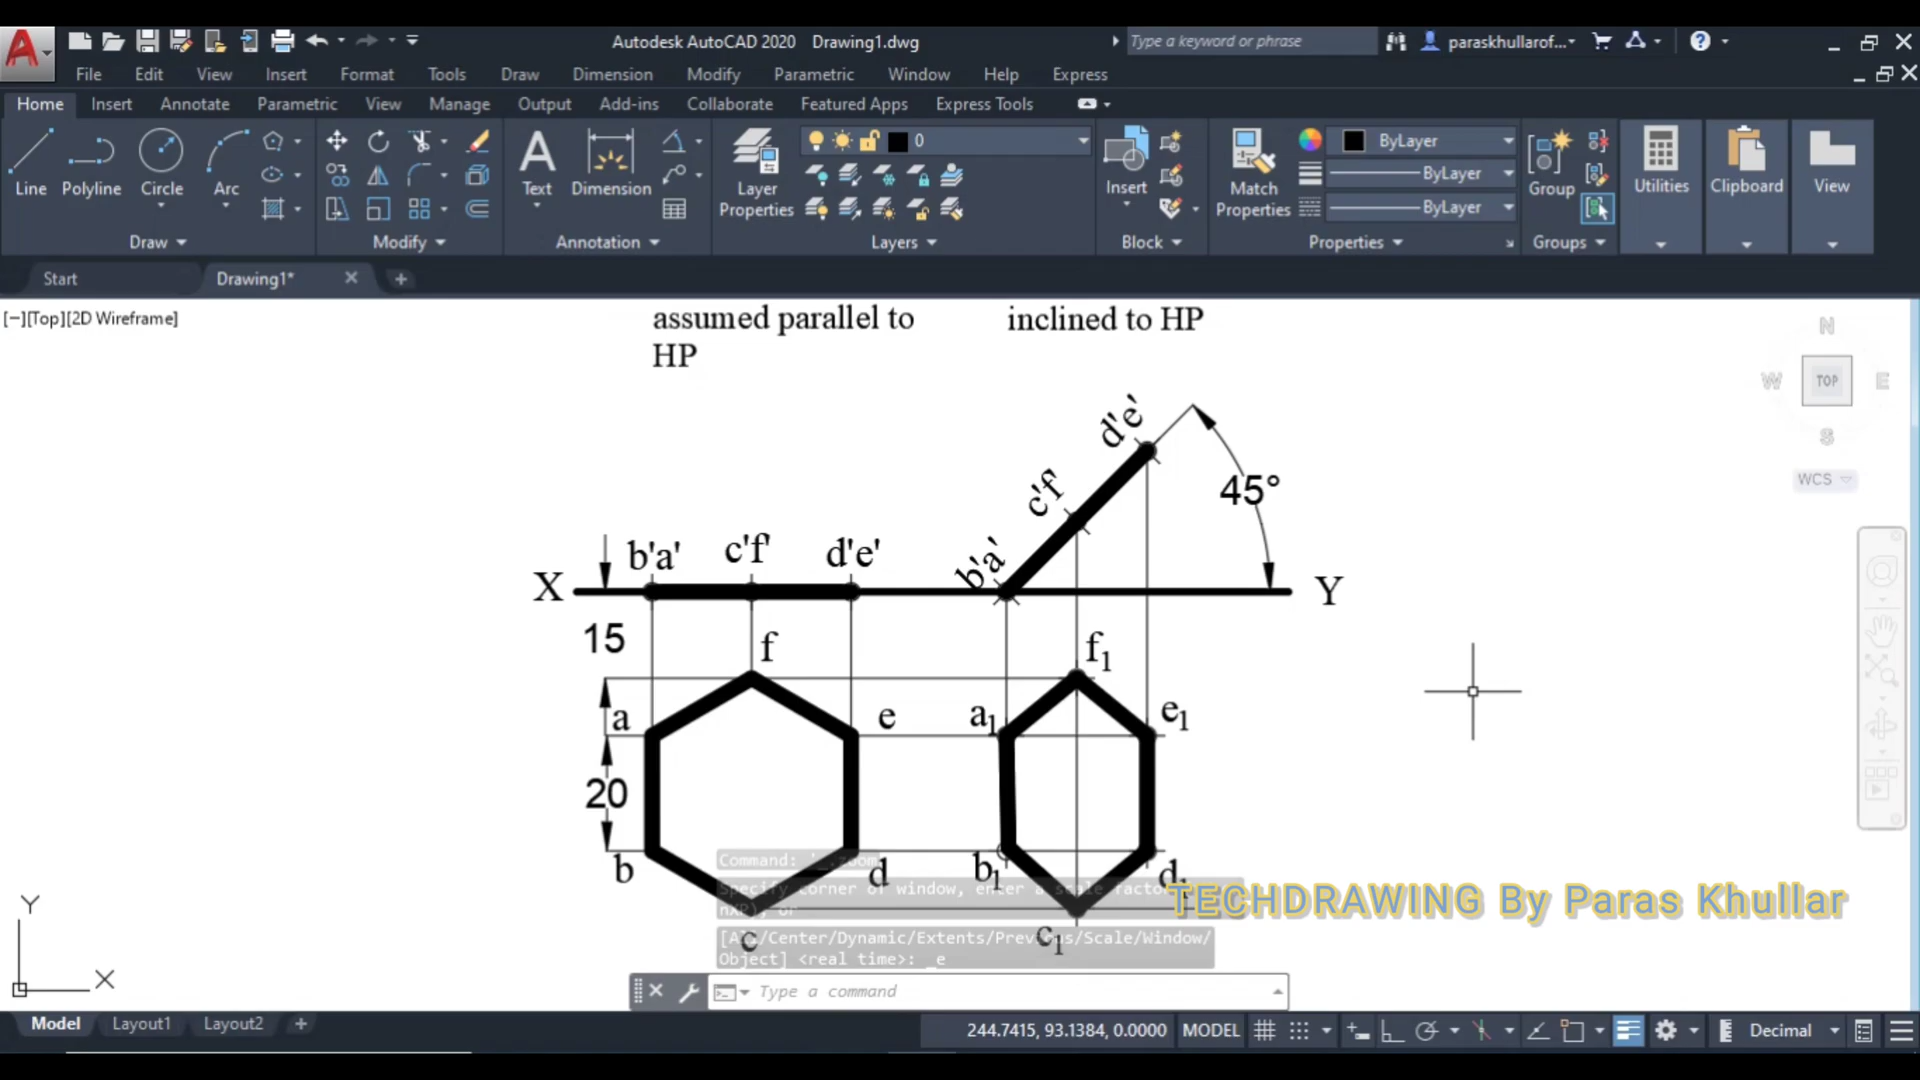 Autodesk AutoCAD 2020 Drawing1.dwg
Type a keyword or phrase
paraskhullarof...
File Edit View Insert Format Tools Draw Dimension Modify Parametric Window Help Express
Home Insert Annotate Parametric View Manage Output Add-ins Collaborate Featured Apps Express Tools
0
ByLayer
ByLayer
ByLayer
Line Polyline Circle Arc
Text Dimension
Layer Properties
Insert
Match Properties
Group
Utilities Clipboard View
Draw Modify Annotation Layers Block Properties Groups
Start Drawing1*
[−][Top][2D Wireframe]
assumed parallel to
HP
inclined to HP
N
W TOP E
S
WCS
d'e'
c'f'
45°
b'a' c'f' d'e' b'a'
X Y
15
f f1
a e a1 e1
20
b d b1 d1
c c1
TECHDRAWING By Paras Khullar
Command: '_.zoom
Specify corner of window, enter a scale factor
nXP), or
[All/Center/Dynamic/Extents/Previous/Scale/Window/
Object] <real time>: _e
Type a command
Y
X
Model Layout1 Layout2 +
244.7415, 93.1384, 0.0000 MODEL
Decimal